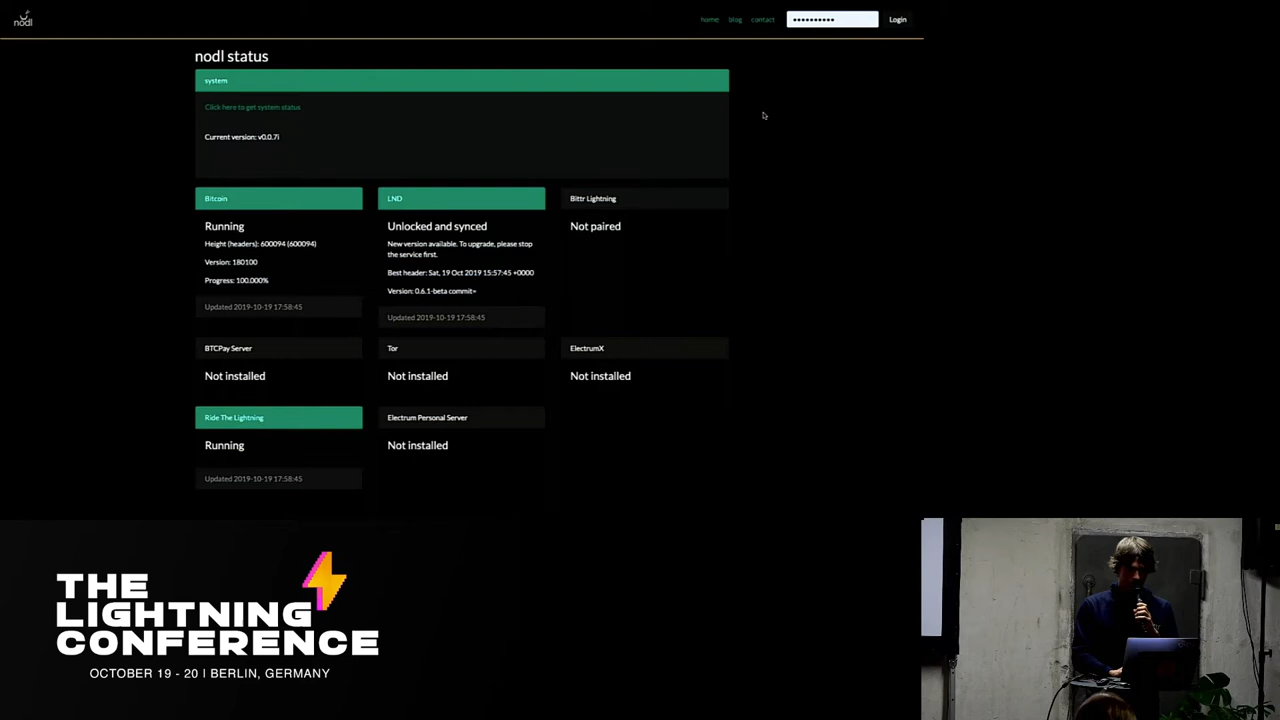 nodl
home blog contact •••••••••• Login
nodl status
system
Click here to get system status
Current version: v0.0.7i
Bitcoin
Running
Height (headers): 600094 (600094)
Version: 180100
Progress: 100.000%
Updated 2019-10-19 17:58:45
LND
Unlocked and synced
New version available. To upgrade, please stop
the service first.
Best header: Sat, 19 Oct 2019 15:57:45 +0000
Version: 0.6.1-beta commit=
Updated 2019-10-19 17:58:45
Bittr Lightning
Not paired
BTCPay Server
Not installed
Tor
Not installed
ElectrumX
Not installed
Ride The Lightning
Running
Updated 2019-10-19 17:58:45
Electrum Personal Server
Not installed
THE
LIGHTNING
CONFERENCE
OCTOBER 19 - 20 | BERLIN, GERMANY